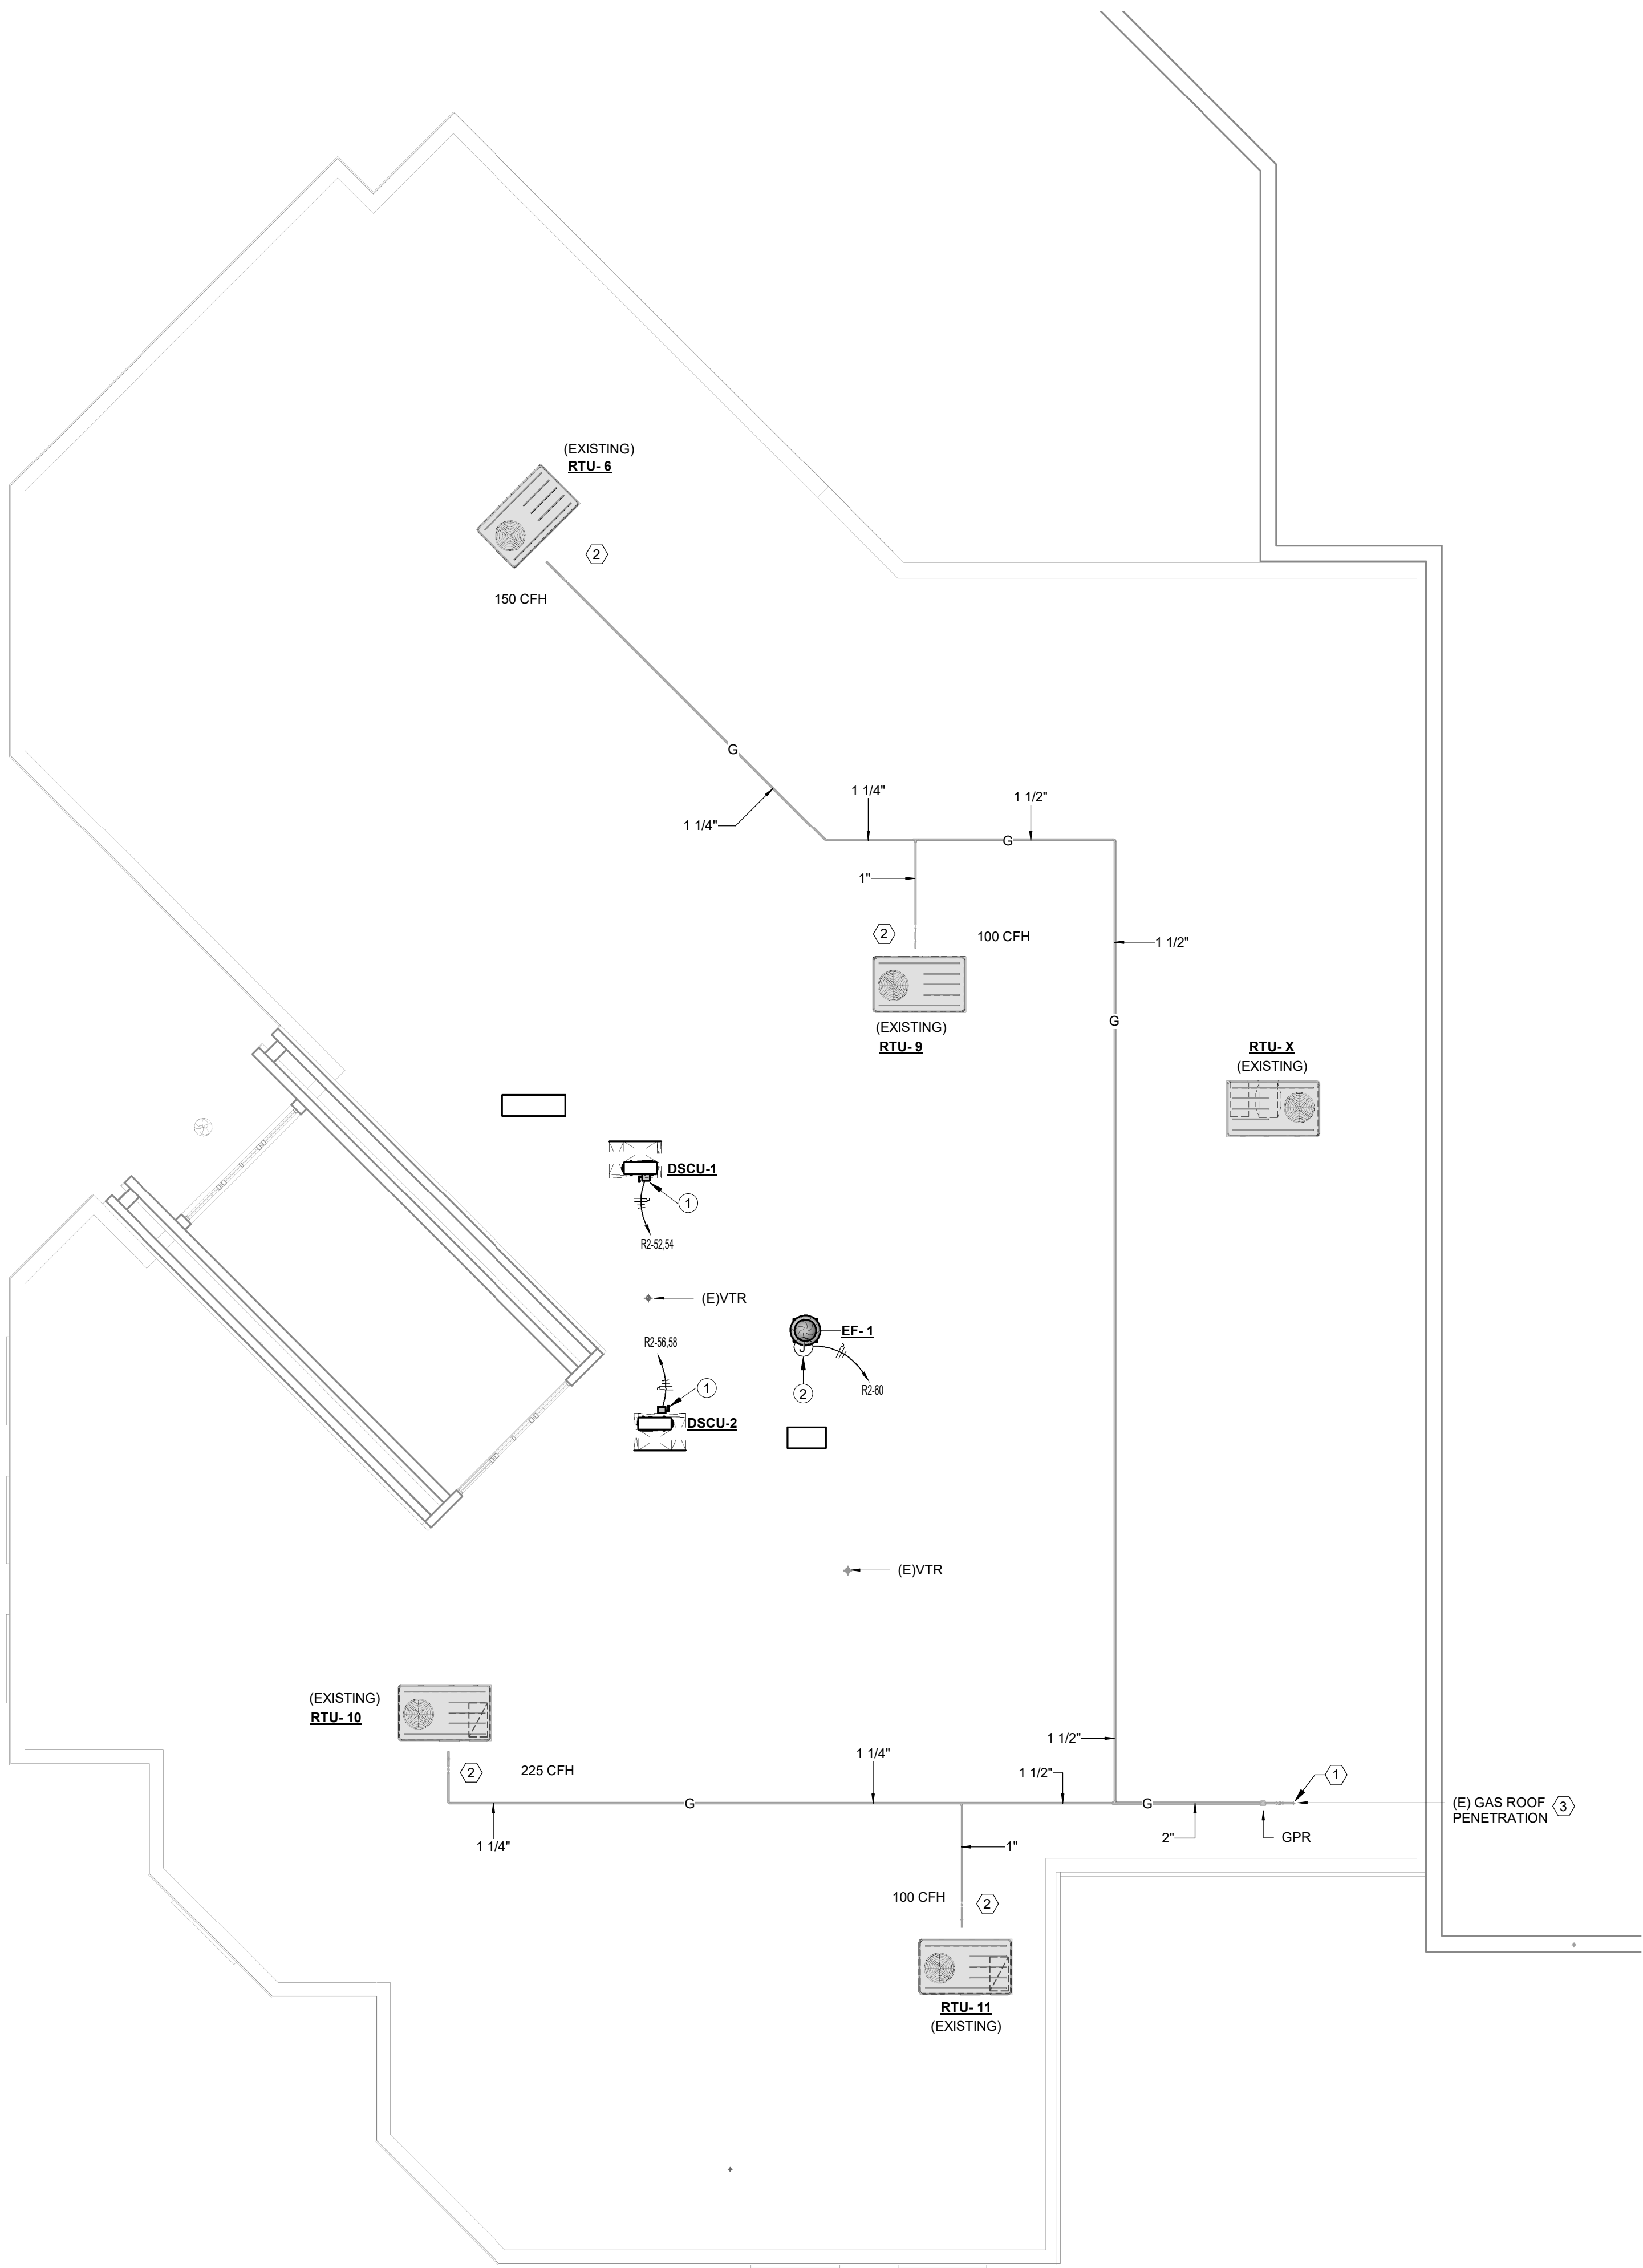 (EXISTING)
RTU- 6
2
150 CFH
G
1 1/4"
1 1/4"
1 1/2"
G
1"
2
100 CFH
1 1/2"
(EXISTING)
RTU- 9
G
RTU- X
(EXISTING)
DSCU-1
1
R2-52,54
(E)VTR
EF- 1
J
R2-56,58
2
R2-60
1
DSCU-2
(E)VTR
(EXISTING)
RTU- 10
2
225 CFH
1 1/4"
1 1/2"
1 1/2"
1
G
G
(E) GAS ROOF
PENETRATION
3
1 1/4"
1"
2"
GPR
100 CFH
2
RTU- 11
(EXISTING)